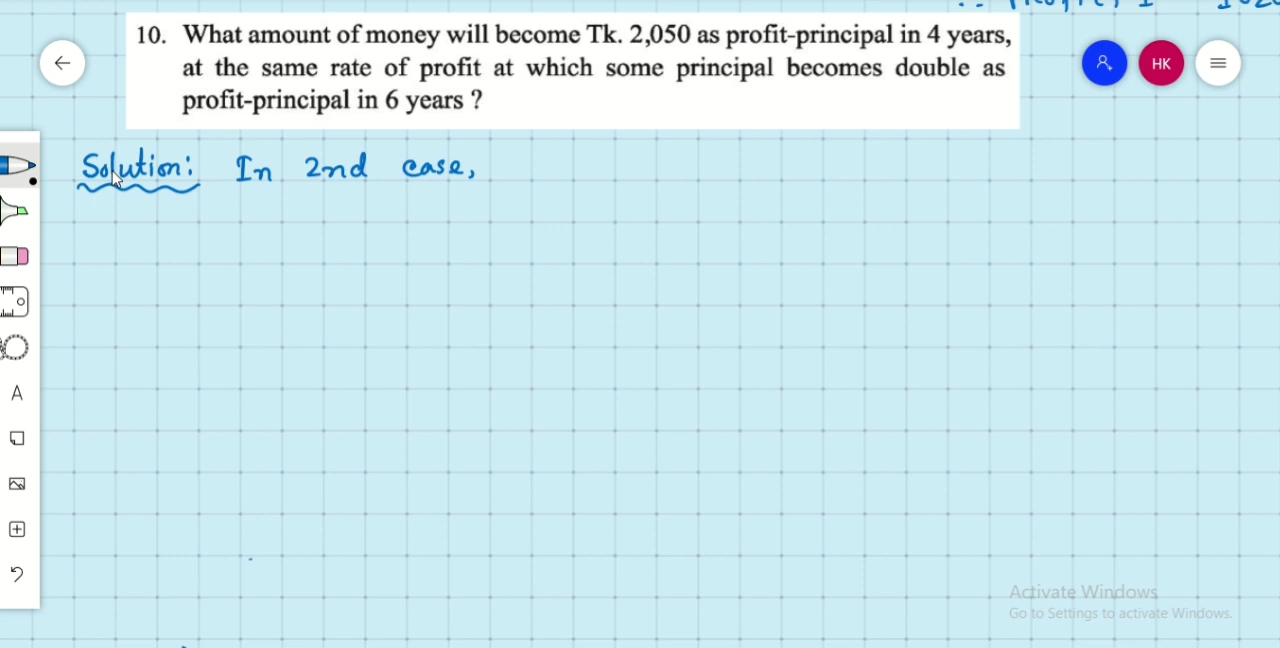 10. What amount of money will become Tk. 2,050 as profit-principal in 4 years,
at the same rate of profit at which some principal becomes double as
profit-principal in 6 years ?
HK
Solution: In 2nd case,
A
Activate Windows
Go to Settings to activate Windows.